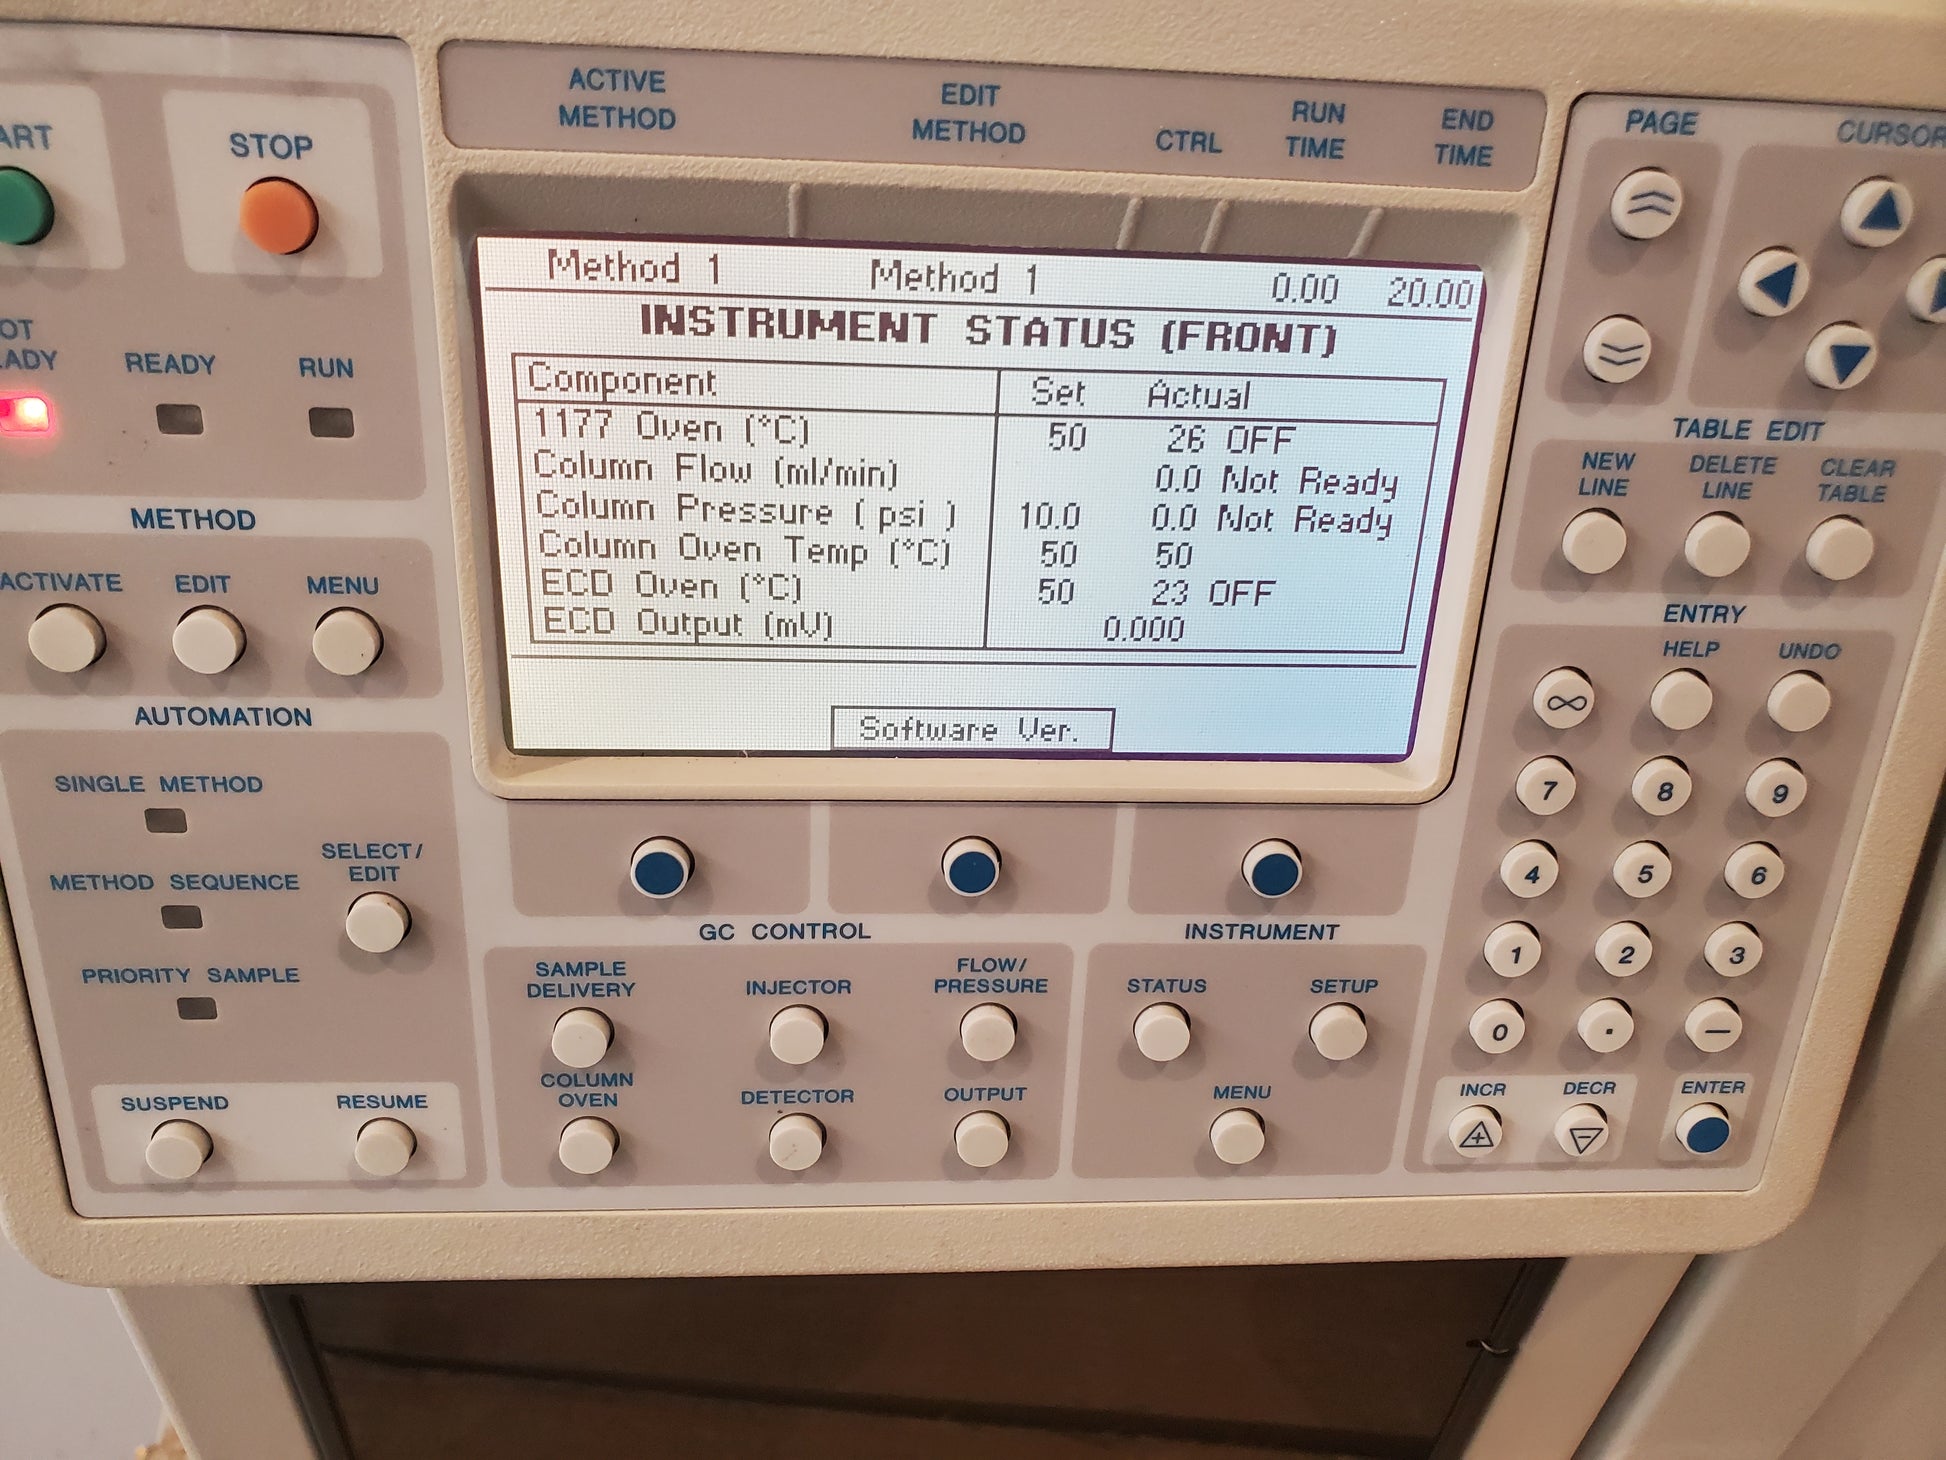 ART
STOP
OT
ADY
READY
RUN
METHOD
ACTIVATE
EDIT
MENU
AUTOMATION
SINGLE METHOD
METHOD SEQUENCE
SELECT/
EDIT
PRIORITY SAMPLE
SUSPEND
RESUME
ACTIVE
METHOD
EDIT
METHOD
CTRL
RUN
TIME
END
TIME
Method 1 Method 1 0.00 20.00
INSTRUMENT STATUS (FRONT)
Component Set Actual
1177 Oven (°C) 50 26 OFF
Column Flow (ml/min) 0.0 Not Ready
Column Pressure ( psi ) 10.0 0.0 Not Ready
Column Oven Temp (°C) 50 50
ECD Oven (°C) 50 23 OFF
ECD Output (mV) 0.000
Software Ver.
GC CONTROL
SAMPLE
DELIVERY
INJECTOR
FLOW/
PRESSURE
COLUMN
OVEN
DETECTOR
OUTPUT
INSTRUMENT
STATUS
SETUP
MENU
PAGE
CURSOR
TABLE EDIT
NEW
LINE
DELETE
LINE
CLEAR
TABLE
ENTRY
HELP
UNDO
∞
7 8 9
4 5 6
1 2 3
0 . —
INCR
DECR
ENTER
+
−